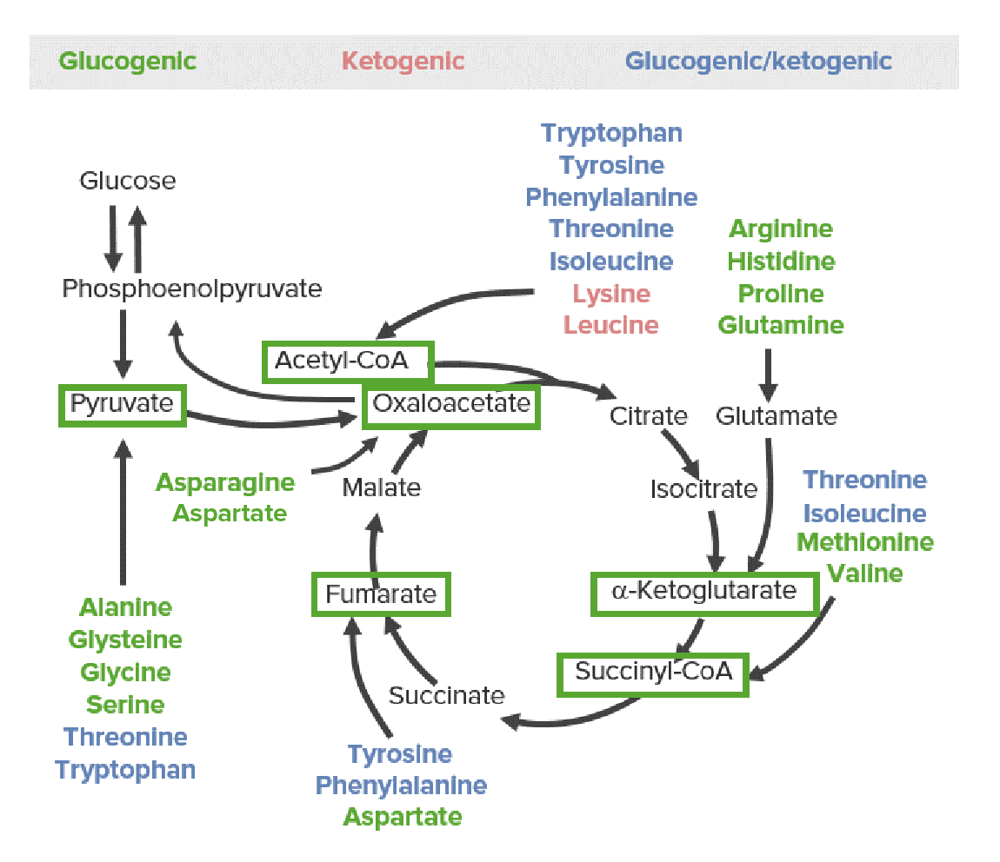 Glucogenic
Ketogenic
Glucogenic/ketogenic
Tryptophan
Tyrosine
Phenylalanine
Threonine
Isoleucine
Lysine
Leucine
Arginine
Histidine
Proline
Glutamine
Glucose
Phosphoenolpyruvate
Acetyl-CoA
Pyruvate
Oxaloacetate
Citrate
Glutamate
Asparagine
Aspartate
Malate
Isocitrate
Threonine
Isoleucine
Methionine
Valine
Fumarate
α-Ketoglutarate
Succinyl-CoA
Succinate
Alanine
Glysteine
Glycine
Serine
Threonine
Tryptophan
Tyrosine
Phenylalanine
Aspartate